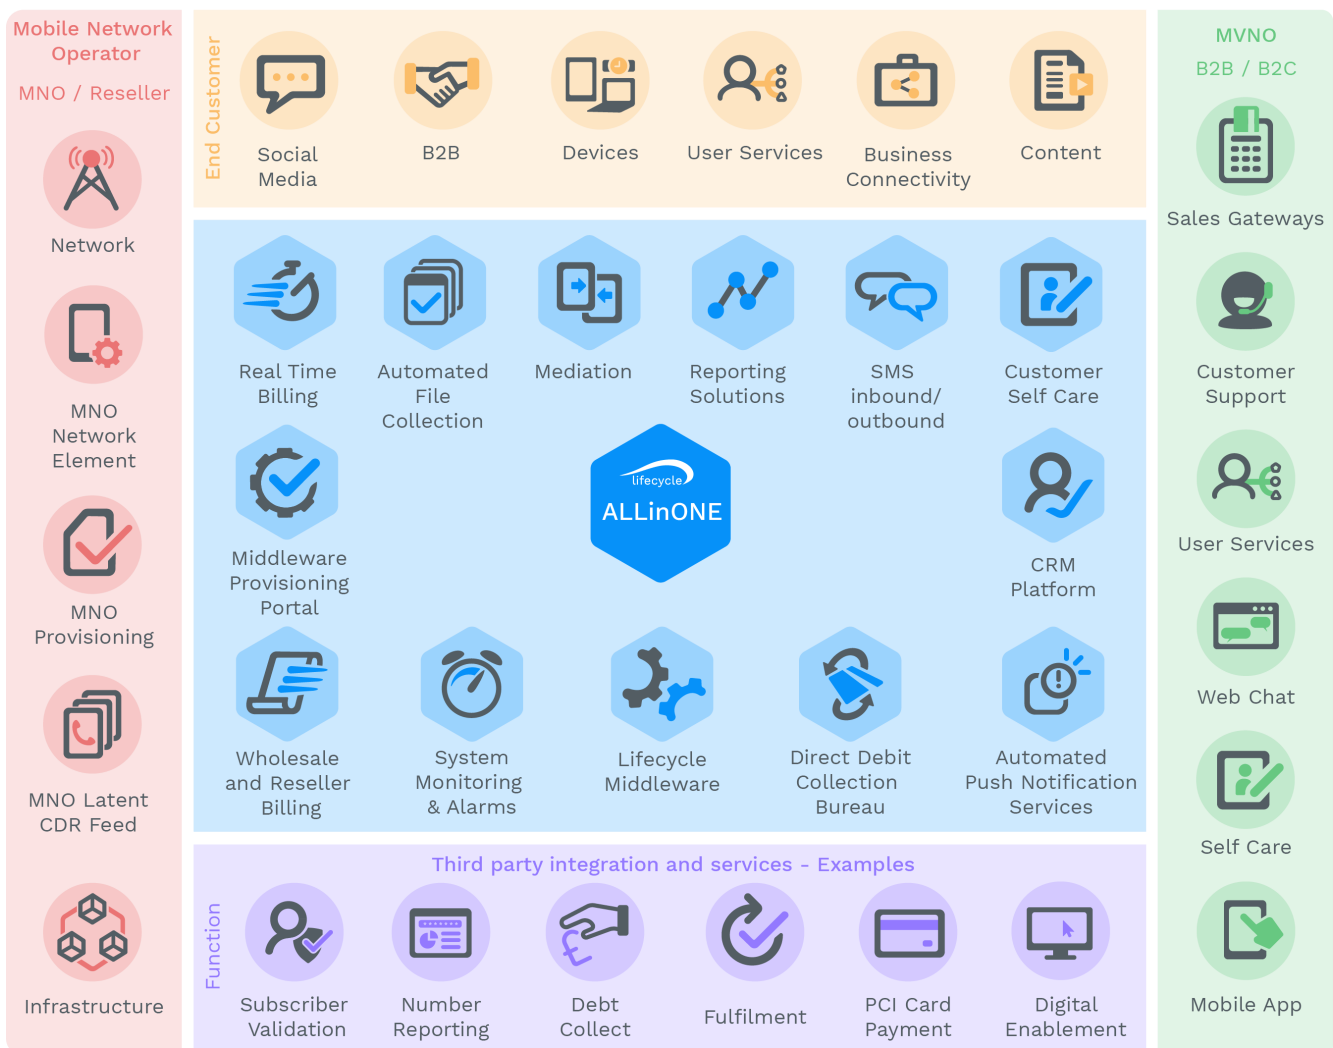 Mobile Network
Operator
MNO / Reseller
Network
MNO
Network
Element
MNO
Provisioning
MNO Latent
CDR Feed
Infrastructure
End Customer
Social
Media
B2B
Devices
User Services
Business
Connectivity
Content
Real Time
Billing
Automated
File
Collection
Mediation
Reporting
Solutions
SMS
inbound/
outbound
Customer
Self Care
Middleware
Provisioning
Portal
lifecycle
ALLinONE
CRM
Platform
Wholesale
and Reseller
Billing
System
Monitoring
& Alarms
Lifecycle
Middleware
Direct Debit
Collection
Bureau
Automated
Push Notification
Services
Third party integration and services - Examples
Function
Subscriber
Validation
Number
Reporting
£
Debt
Collect
Fulfilment
PCI Card
Payment
Digital
Enablement
MVNO
B2B / B2C
Sales Gateways
Customer
Support
User Services
Web Chat
Self Care
Mobile App